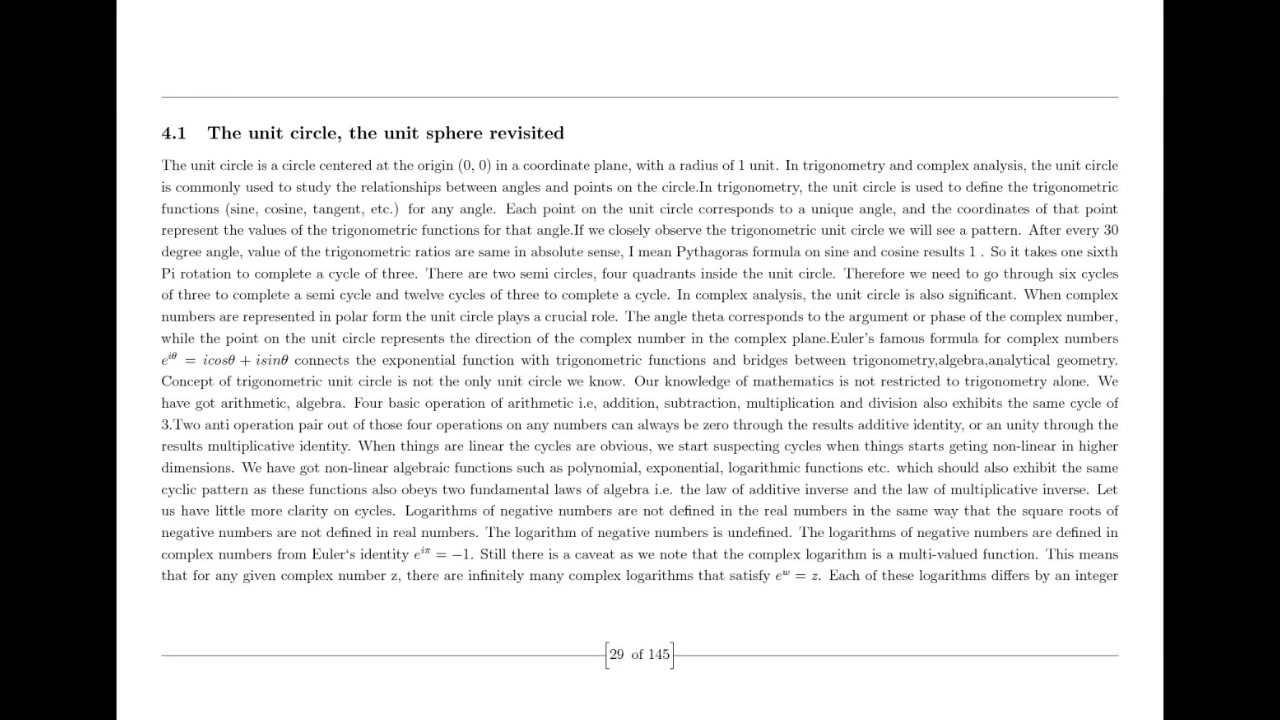 4.1 The unit circle, the unit sphere revisited
The unit circle is a circle centered at the origin (0, 0) in a coordinate plane, with a radius of 1 unit. In trigonometry and complex analysis, the unit circle
is commonly used to study the relationships between angles and points on the circle.In trigonometry, the unit circle is used to define the trigonometric
functions (sine, cosine, tangent, etc.) for any angle. Each point on the unit circle corresponds to a unique angle, and the coordinates of that point
represent the values of the trigonometric functions for that angle.If we closely observe the trigonometric unit circle we will see a pattern. After every 30
degree angle, value of the trigonometric ratios are same in absolute sense, I mean Pythagoras formula on sine and cosine results 1 . So it takes one sixth
Pi rotation to complete a cycle of three. There are two semi circles, four quadrants inside the unit circle. Therefore we need to go through six cycles
of three to complete a semi cycle and twelve cycles of three to complete a cycle. In complex analysis, the unit circle is also significant. When complex
numbers are represented in polar form the unit circle plays a crucial role. The angle theta corresponds to the argument or phase of the complex number,
while the point on the unit circle represents the direction of the complex number in the complex plane.Euler's famous formula for complex numbers
e^{iθ} = icosθ + isinθ connects the exponential function with trigonometric functions and bridges between trigonometry,algebra,analytical geometry.
Concept of trigonometric unit circle is not the only unit circle we know. Our knowledge of mathematics is not restricted to trigonometry alone. We
have got arithmetic, algebra. Four basic operation of arithmetic i.e, addition, subtraction, multiplication and division also exhibits the same cycle of
3.Two anti operation pair out of those four operations on any numbers can always be zero through the results additive identity, or an unity through the
results multiplicative identity. When things are linear the cycles are obvious, we start suspecting cycles when things starts geting non-linear in higher
dimensions. We have got non-linear algebraic functions such as polynomial, exponential, logarithmic functions etc. which should also exhibit the same
cyclic pattern as these functions also obeys two fundamental laws of algebra i.e. the law of additive inverse and the law of multiplicative inverse. Let
us have little more clarity on cycles. Logarithms of negative numbers are not defined in the real numbers in the same way that the square roots of
negative numbers are not defined in real numbers. The logarithm of negative numbers is undefined. The logarithms of negative numbers are defined in
complex numbers from Euler‘s identity e^{iπ} = −1. Still there is a caveat as we note that the complex logarithm is a multi-valued function. This means
that for any given complex number z, there are infinitely many complex logarithms that satisfy e^w = z. Each of these logarithms differs by an integer
29 of 145